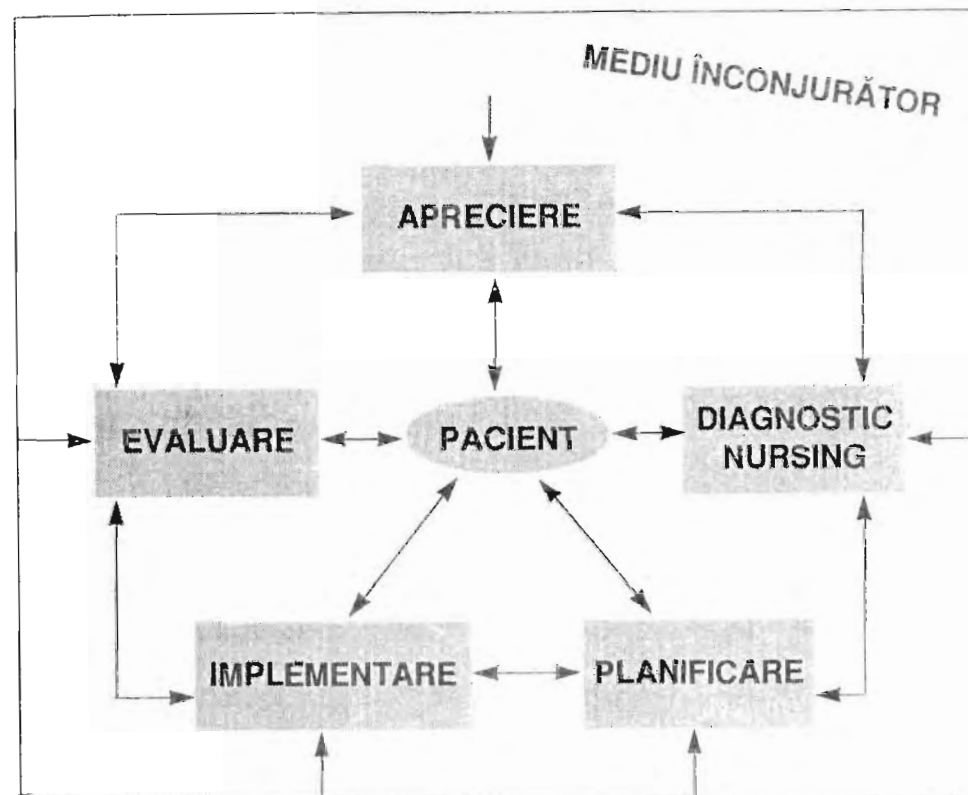 MEDIU ÎNCONJURĂTOR
APRECIERE
EVALUARE
PACIENT
DIAGNOSTIC
NURSING
IMPLEMENTARE
PLANIFICARE